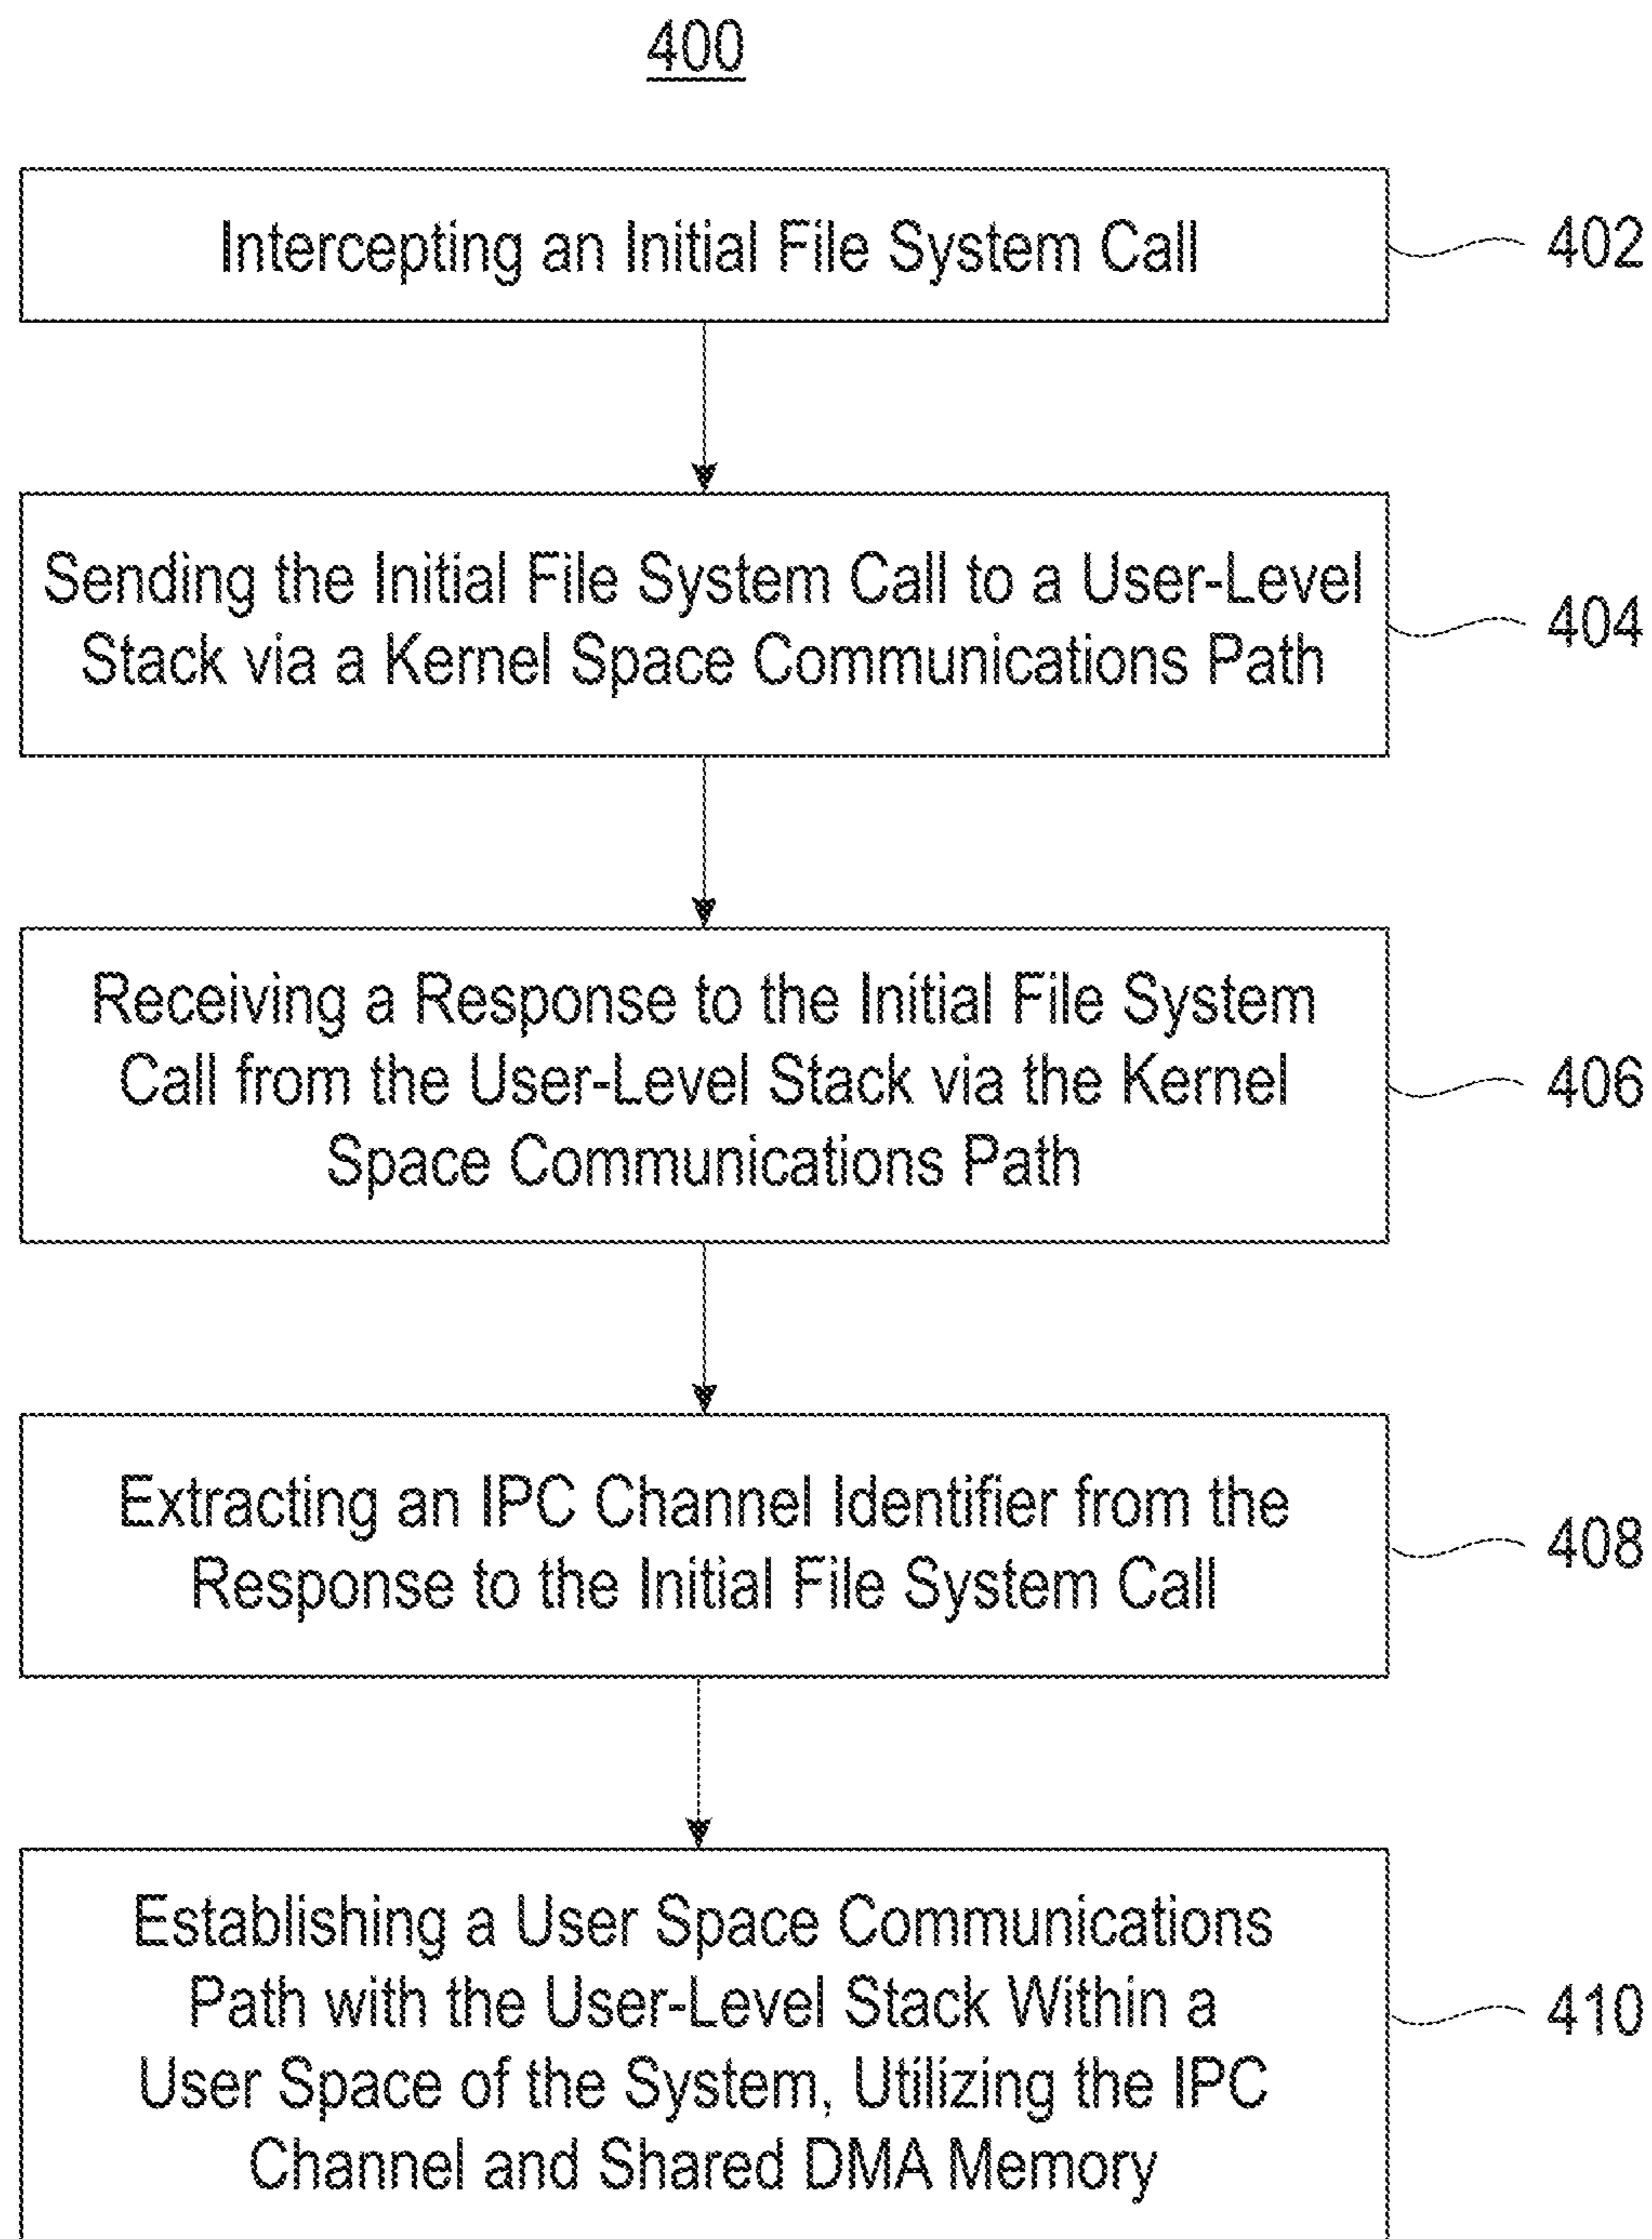 400
Intercepting an Initial File System Call
402
Sending the Initial File System Call to a User-Level
Stack via a Kernel Space Communications Path
404
Receiving a Response to the Initial File System
Call from the User-Level Stack via the Kernel
Space Communications Path
406
Extracting an IPC Channel Identifier from the
Response to the Initial File System Call
408
Establishing a User Space Communications
Path with the User-Level Stack Within a
User Space of the System, Utilizing the IPC
Channel and Shared DMA Memory
410